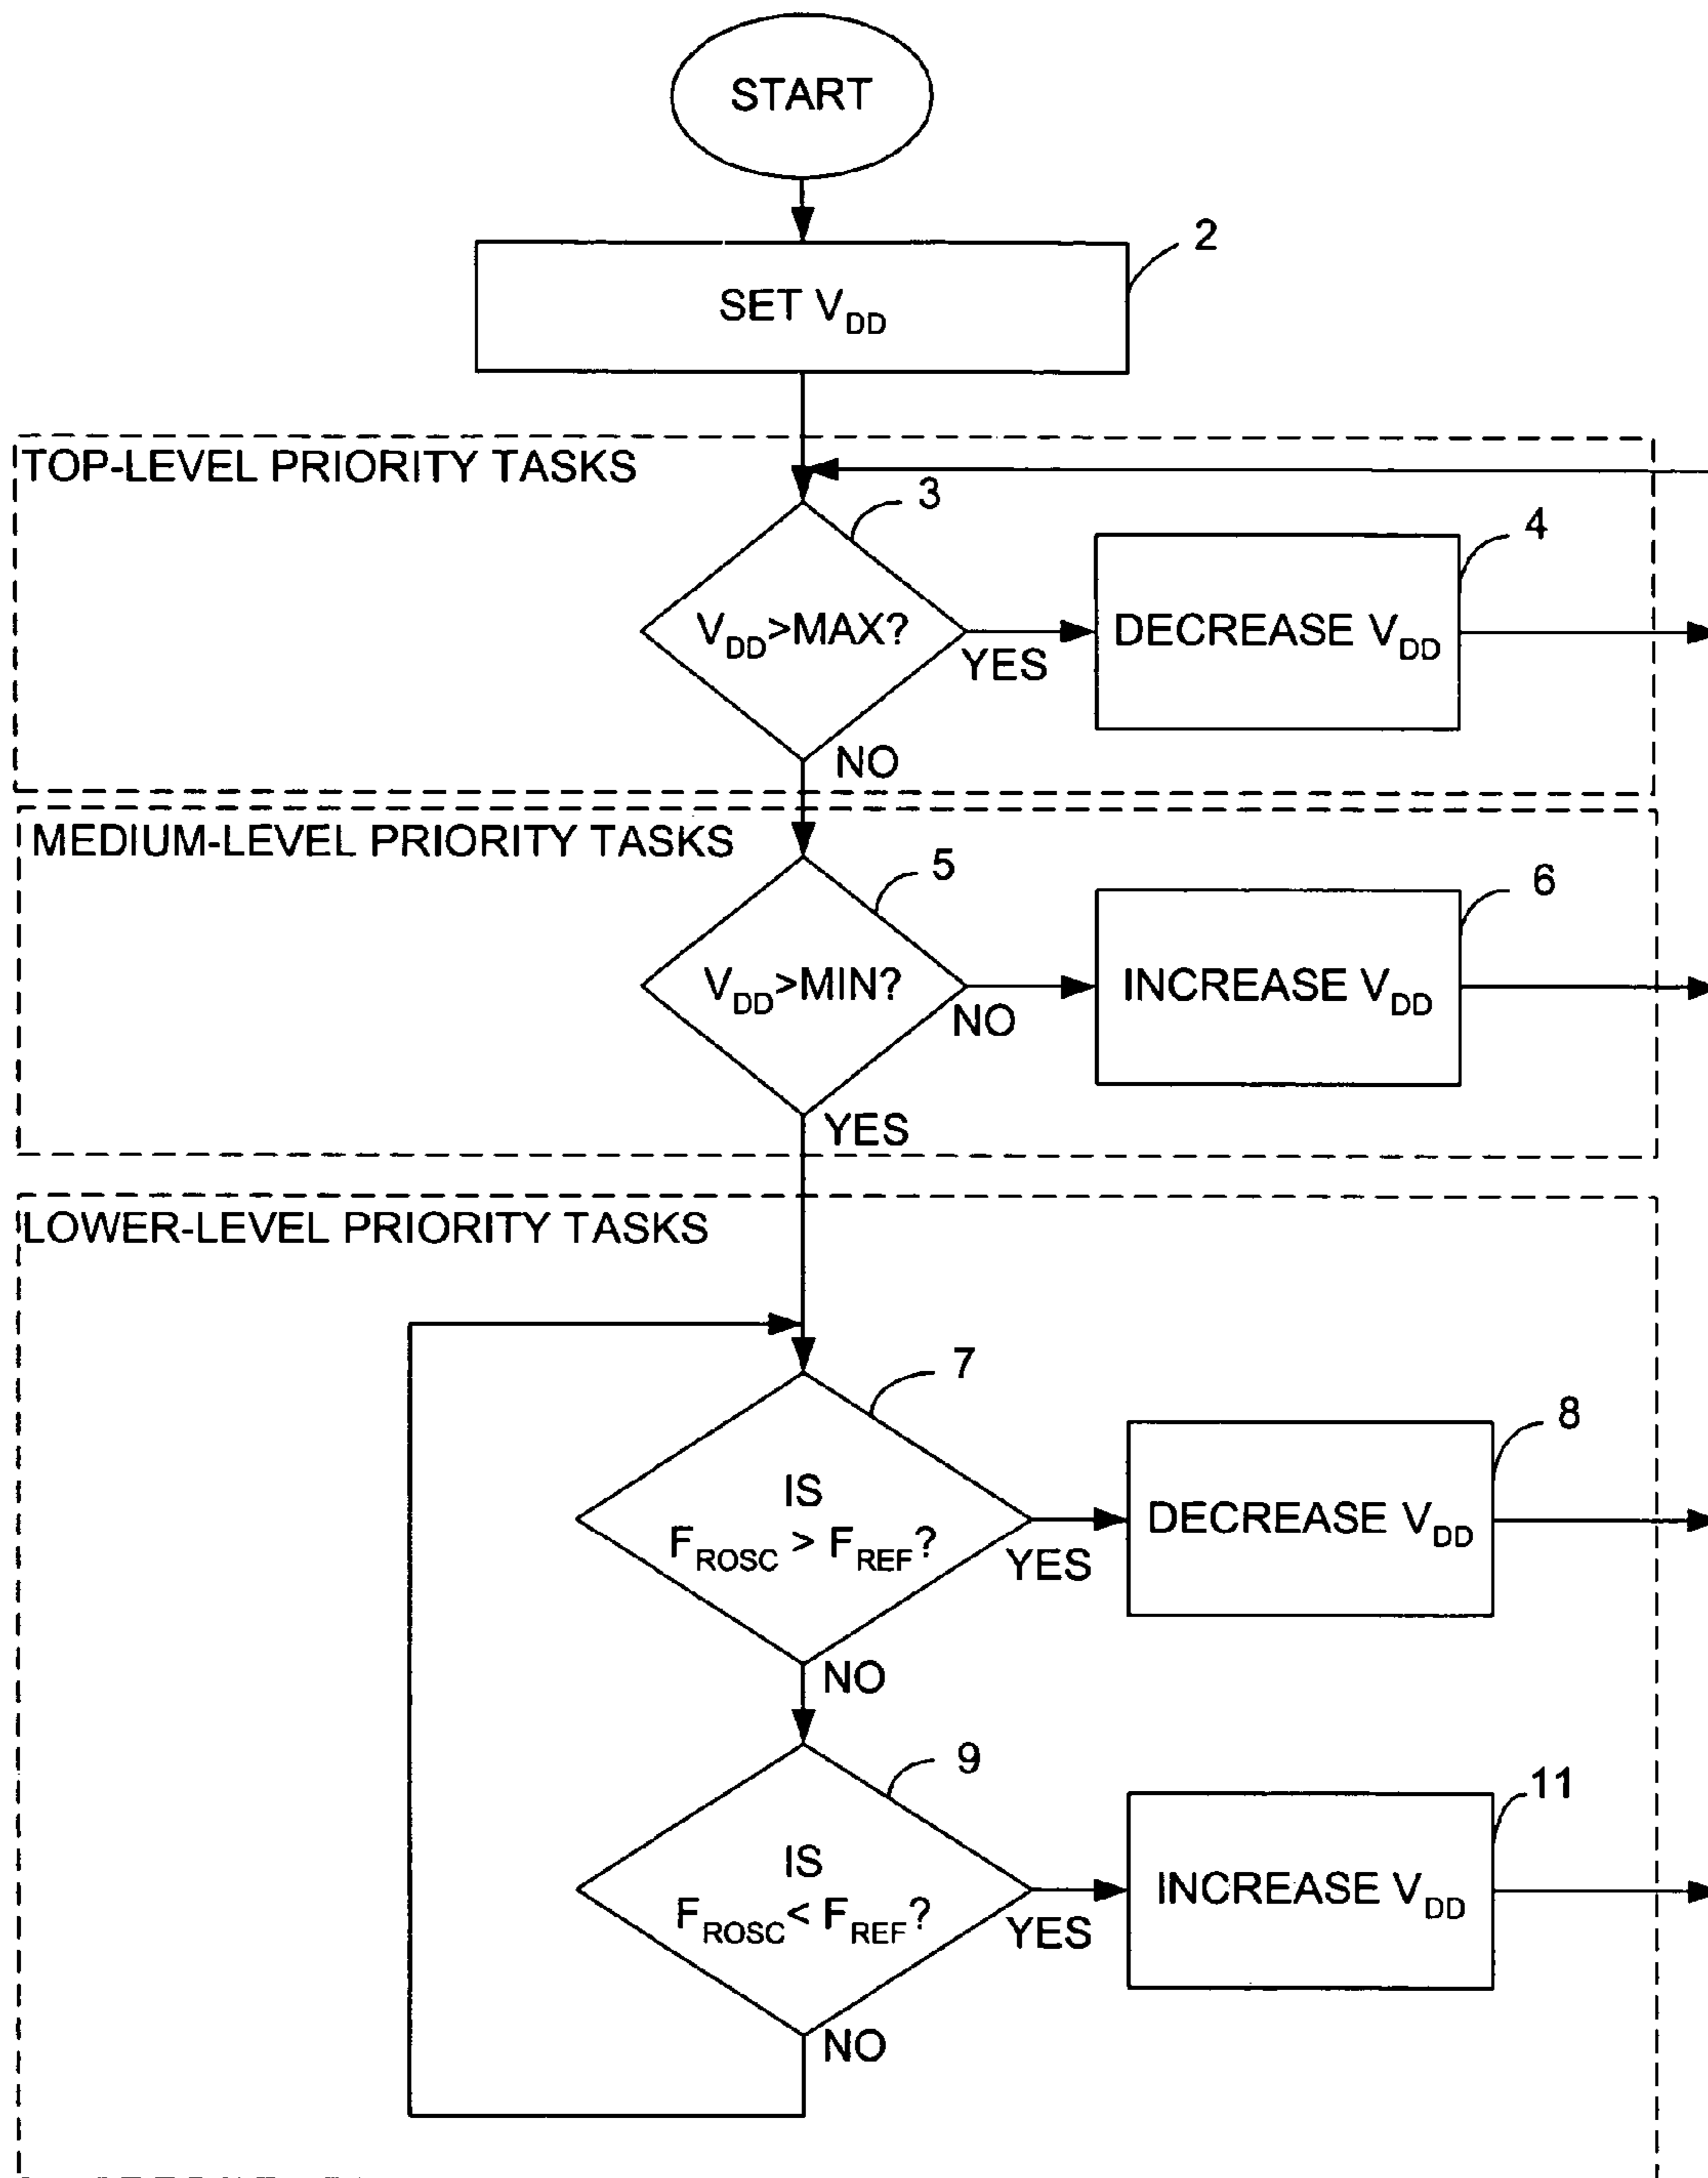 START
2
SET VDD
TOP-LEVEL PRIORITY TASKS
3
4
VDD>MAX?
DECREASE VDD
YES
NO
MEDIUM-LEVEL PRIORITY TASKS
5
6
VDD>MIN?
INCREASE VDD
NO
YES
LOWER-LEVEL PRIORITY TASKS
7
8
IS
FROSC > FREF?
DECREASE VDD
YES
NO
9
11
IS
FROSC< FREF?
INCREASE VDD
YES
NO